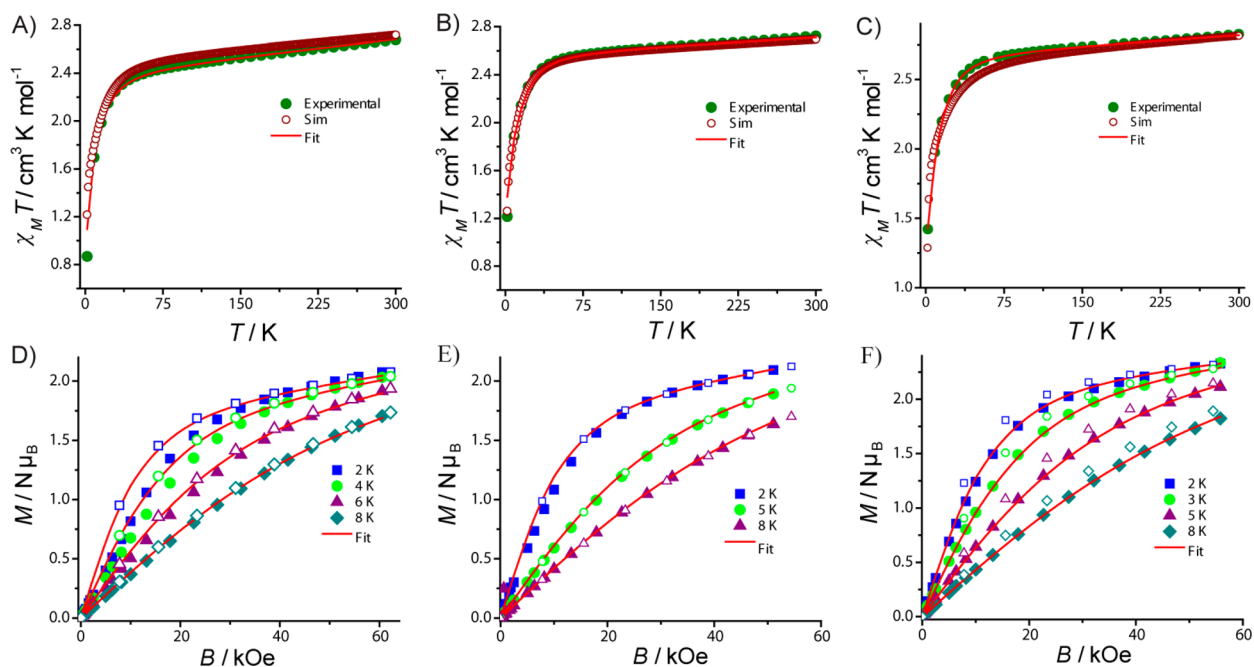 A)
2.8
2.4
2.0
1.6
1.2
0.8
χM T / cm³ K mol⁻¹
Experimental
Sim
Fit
0 75 150 225 300
T / K
B)
2.8
2.4
2.0
1.6
1.2
0.8
χM T / cm³ K mol⁻¹
Experimental
Sim
Fit
0 75 150 225 300
T / K
C)
2.5
2.0
1.5
1.0
χM T / cm³ K mol⁻¹
Experimental
Sim
Fit
0 75 150 225 300
T / K
D)
2.0
1.5
1.0
0.5
0.0
M / N μB
2 K
4 K
6 K
8 K
Fit
0 20 40 60
B / kOe
E)
2.0
1.5
1.0
0.5
0.0
M / N μB
2 K
5 K
8 K
Fit
0 20 40 60
B / kOe
F)
2.0
1.5
1.0
0.5
0.0
M / N μB
2 K
3 K
5 K
8 K
Fit
0 20 40 60
B / kOe